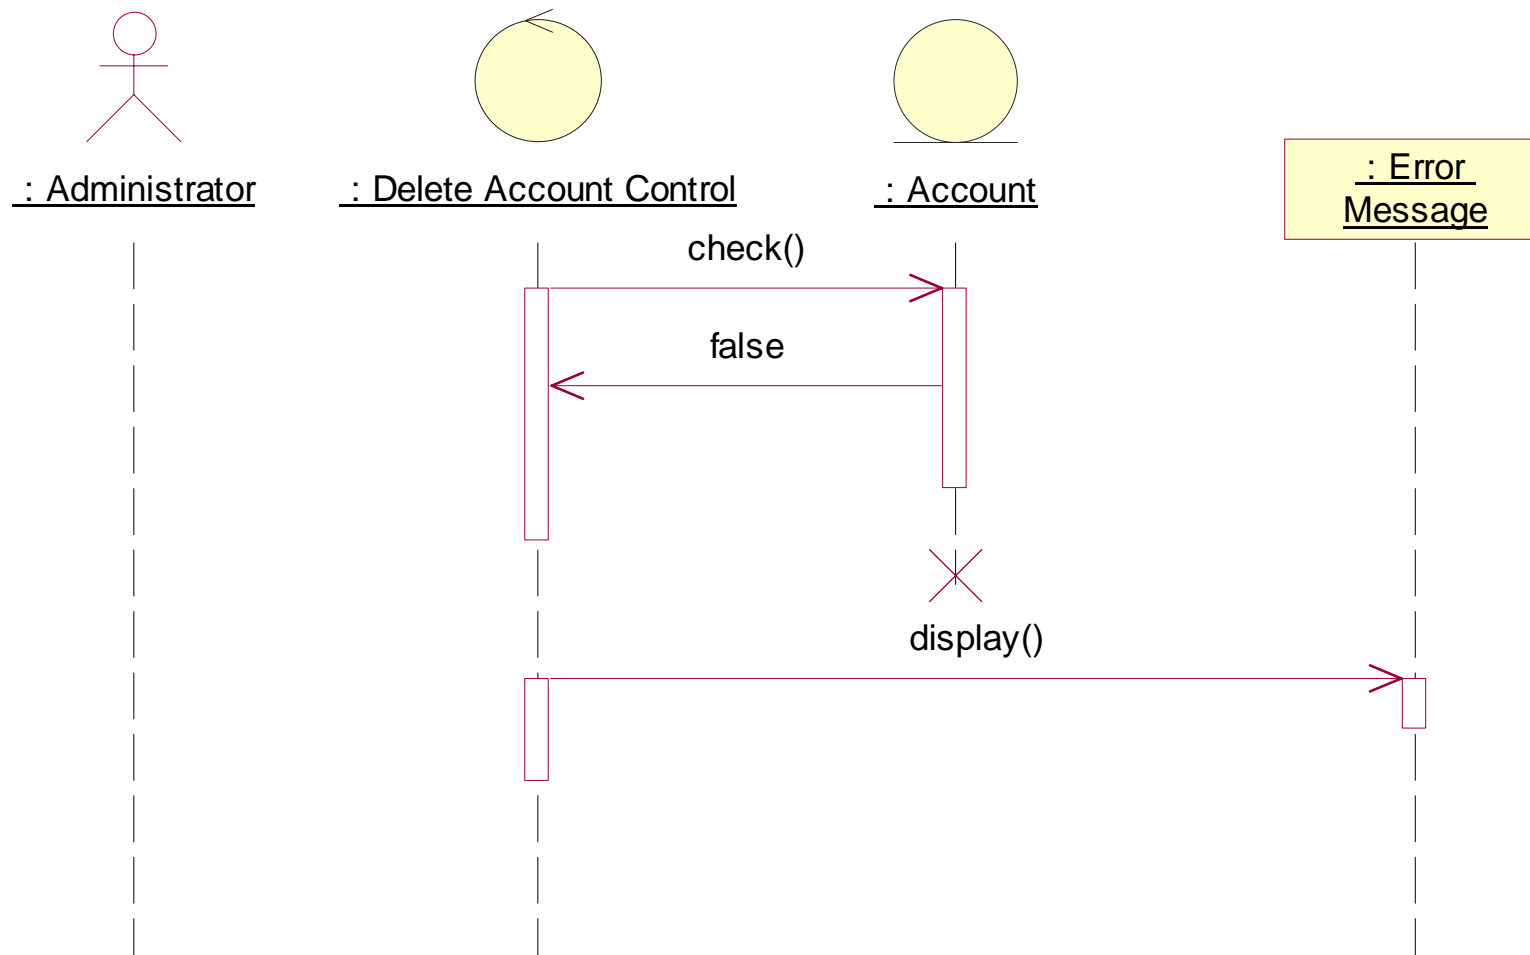 : Administrator
: Delete Account Control
: Account
: Error
Message
check()
false
display()